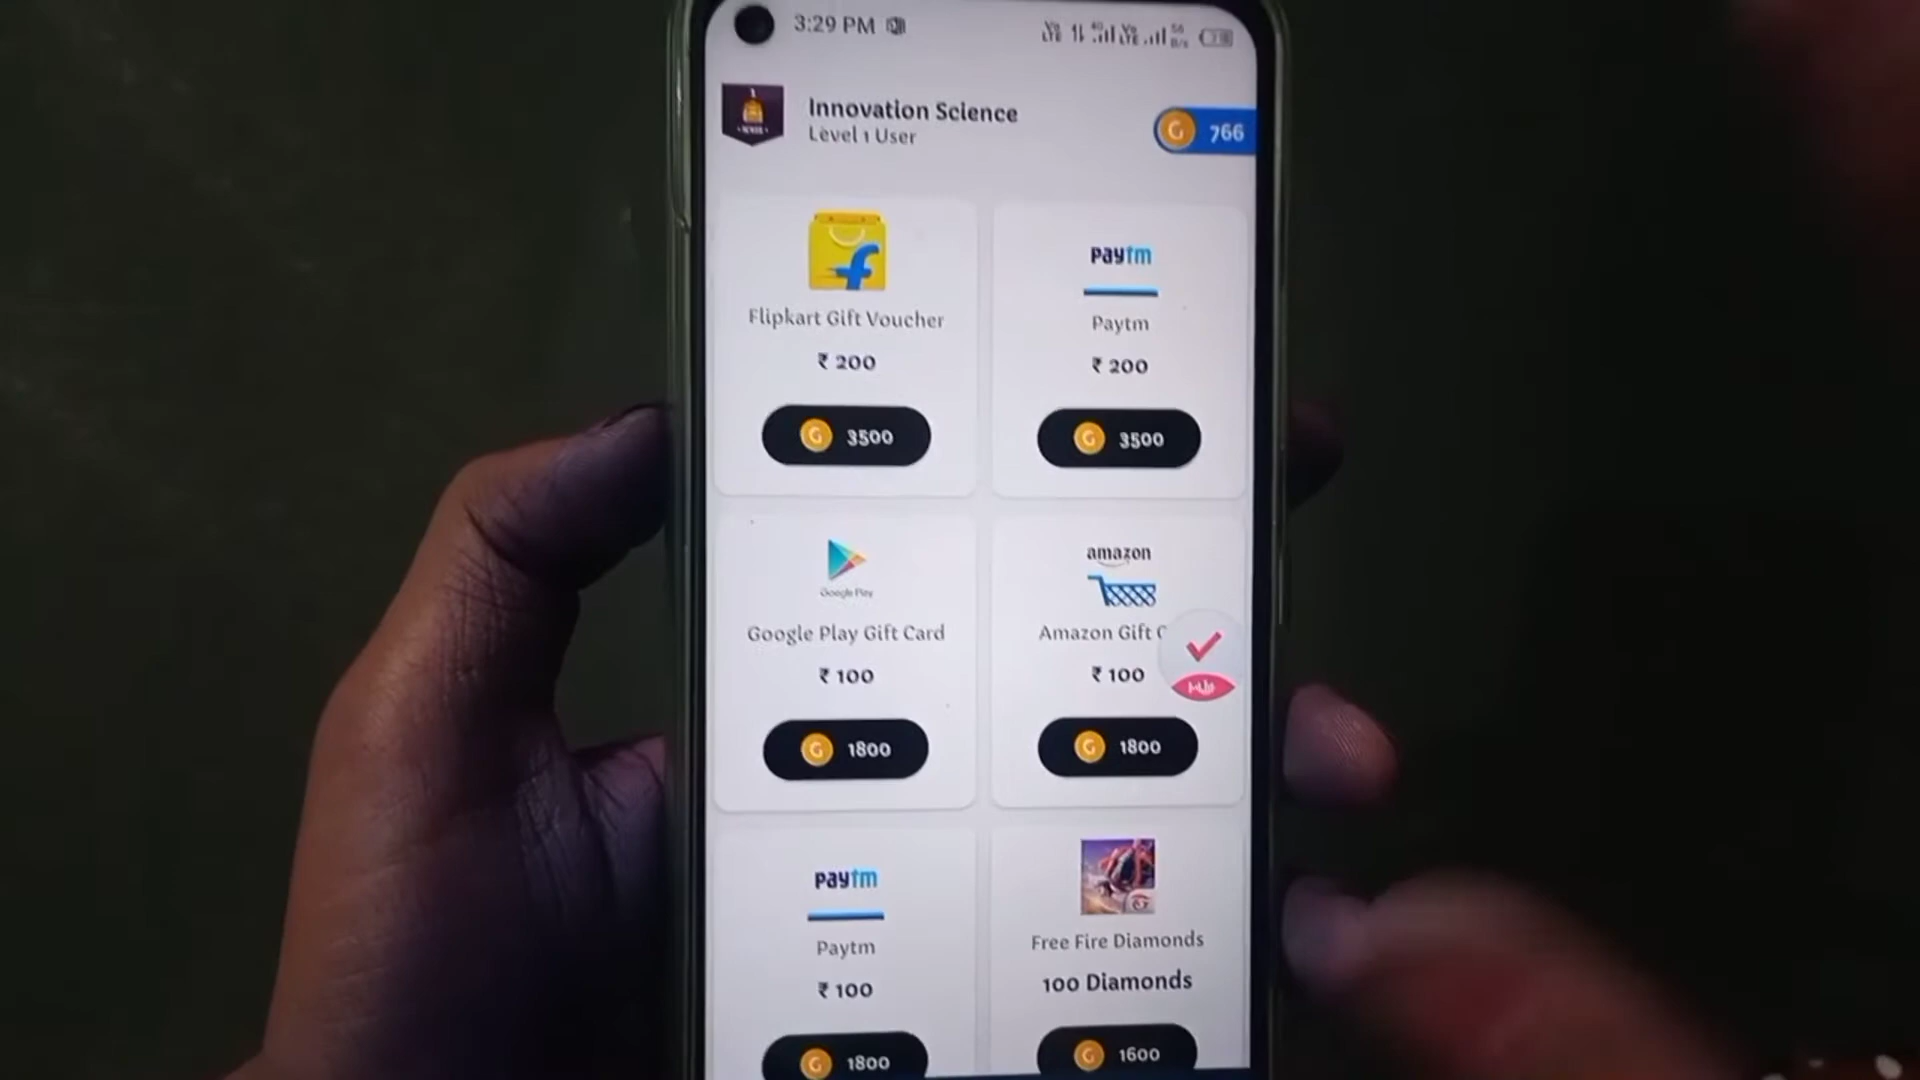 3:29 PM
Innovation Science
Level 1 User
766
Flipkart Gift Voucher
₹ 200
3500
paytm
Paytm
₹ 200
3500
Google Play
Google Play Gift Card
₹ 100
1800
amazon
Amazon Gift
₹ 100
1800
paytm
Paytm
₹ 100
1800
Free Fire Diamonds
100 Diamonds
1600